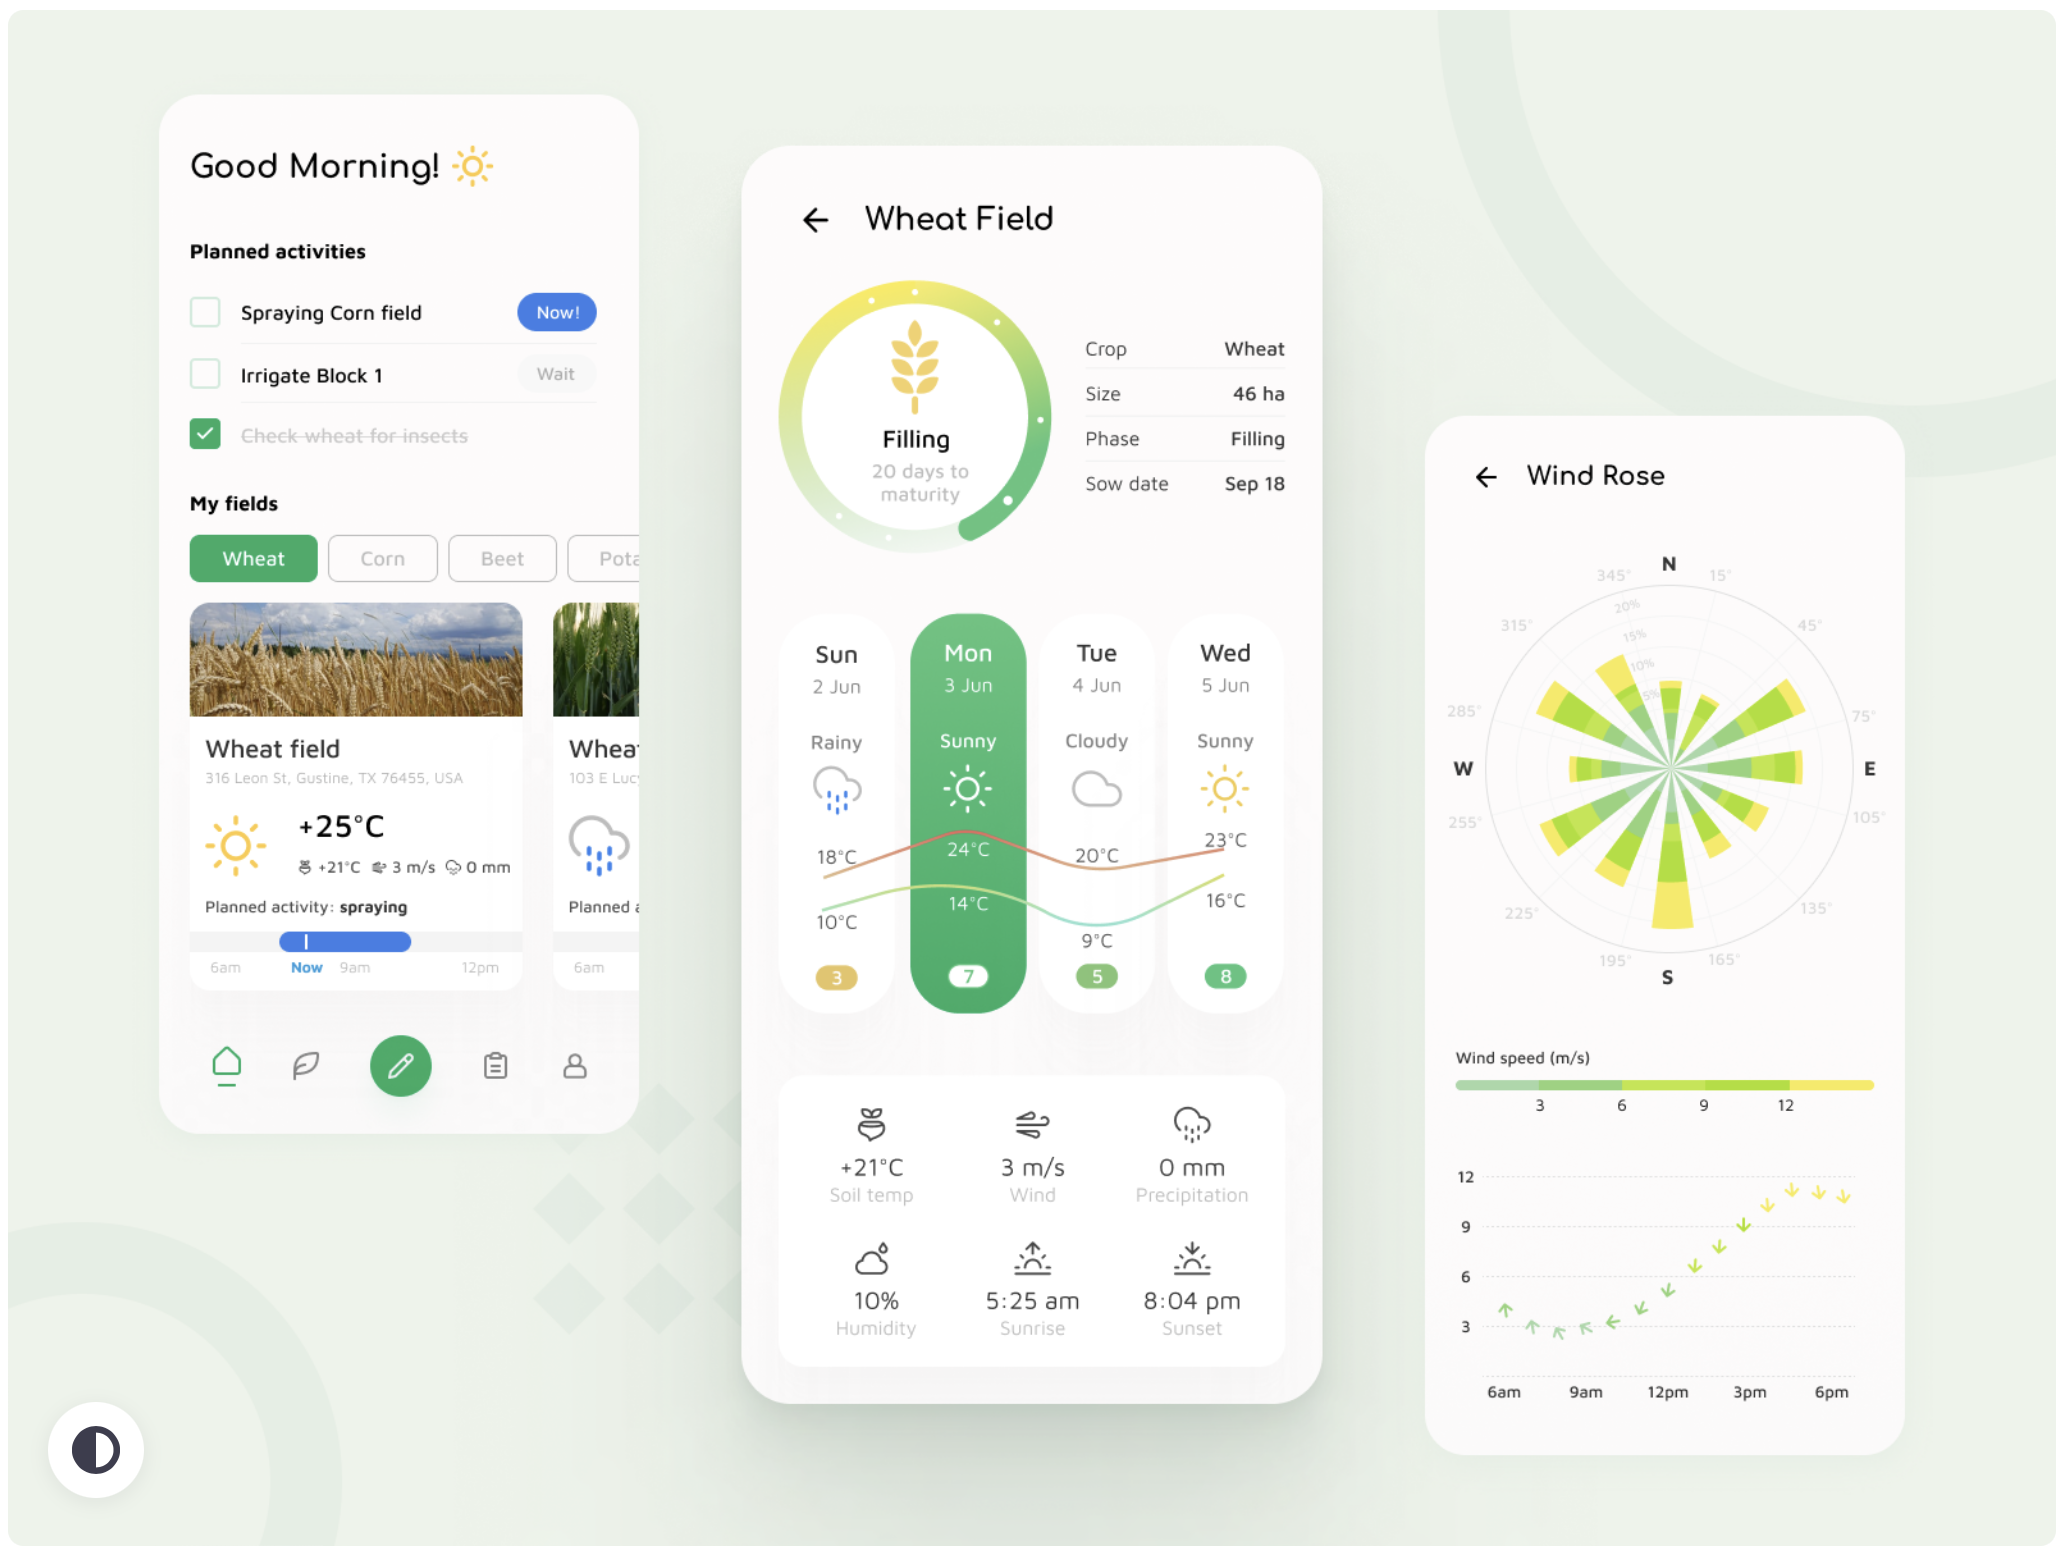 Good Morning!
Planned activities
Spraying Corn field
Now!
Irrigate Block 1
Wait
Check wheat for insects
My fields
Wheat
Corn
Beet
Pota
Wheat field
316 Leon St, Gustine, TX 76455, USA
+25°C
+21°C 3 m/s 0 mm
Planned activity: spraying
6am Now 9am 12pm
Whea
103 E Luc
Planned
6am
Wheat Field
Filling
20 days to
maturity
Crop Wheat
Size 46 ha
Phase Filling
Sow date Sep 18
Sun Mon Tue Wed
2 Jun 3 Jun 4 Jun 5 Jun
Rainy Sunny Cloudy Sunny
18°C 24°C 20°C 23°C
10°C 14°C 9°C 16°C
3 7 5 8
+21°C 3 m/s 0 mm
Soil temp Wind Precipitation
10% 5:25 am 8:04 pm
Humidity Sunrise Sunset
Wind Rose
N
345° 15°
20%
315° 45°
15%
10%
5%
285° 75°
W E
255° 105°
225° 135°
195° 165°
S
Wind speed (m/s)
3 6 9 12
12
9
6
3
6am 9am 12pm 3pm 6pm